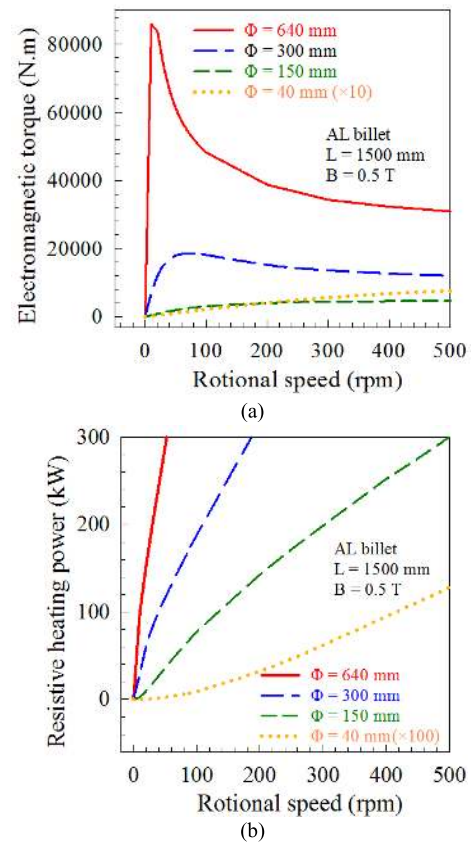 Electromagnetic torque (N.m)
80000
60000
40000
20000
0
Φ = 640 mm
Φ = 300 mm
Φ = 150 mm
Φ = 40 mm (×10)
AL billet
L = 1500 mm
B = 0.5 T
0 100 200 300 400 500
Rotional speed (rpm)
(a)
Resistive heating power (kW)
300
200
100
0
AL billet
L = 1500 mm
B = 0.5 T
Φ = 640 mm
Φ = 300 mm
Φ = 150 mm
Φ = 40 mm(×100)
0 100 200 300 400 500
Rotional speed (rpm)
(b)